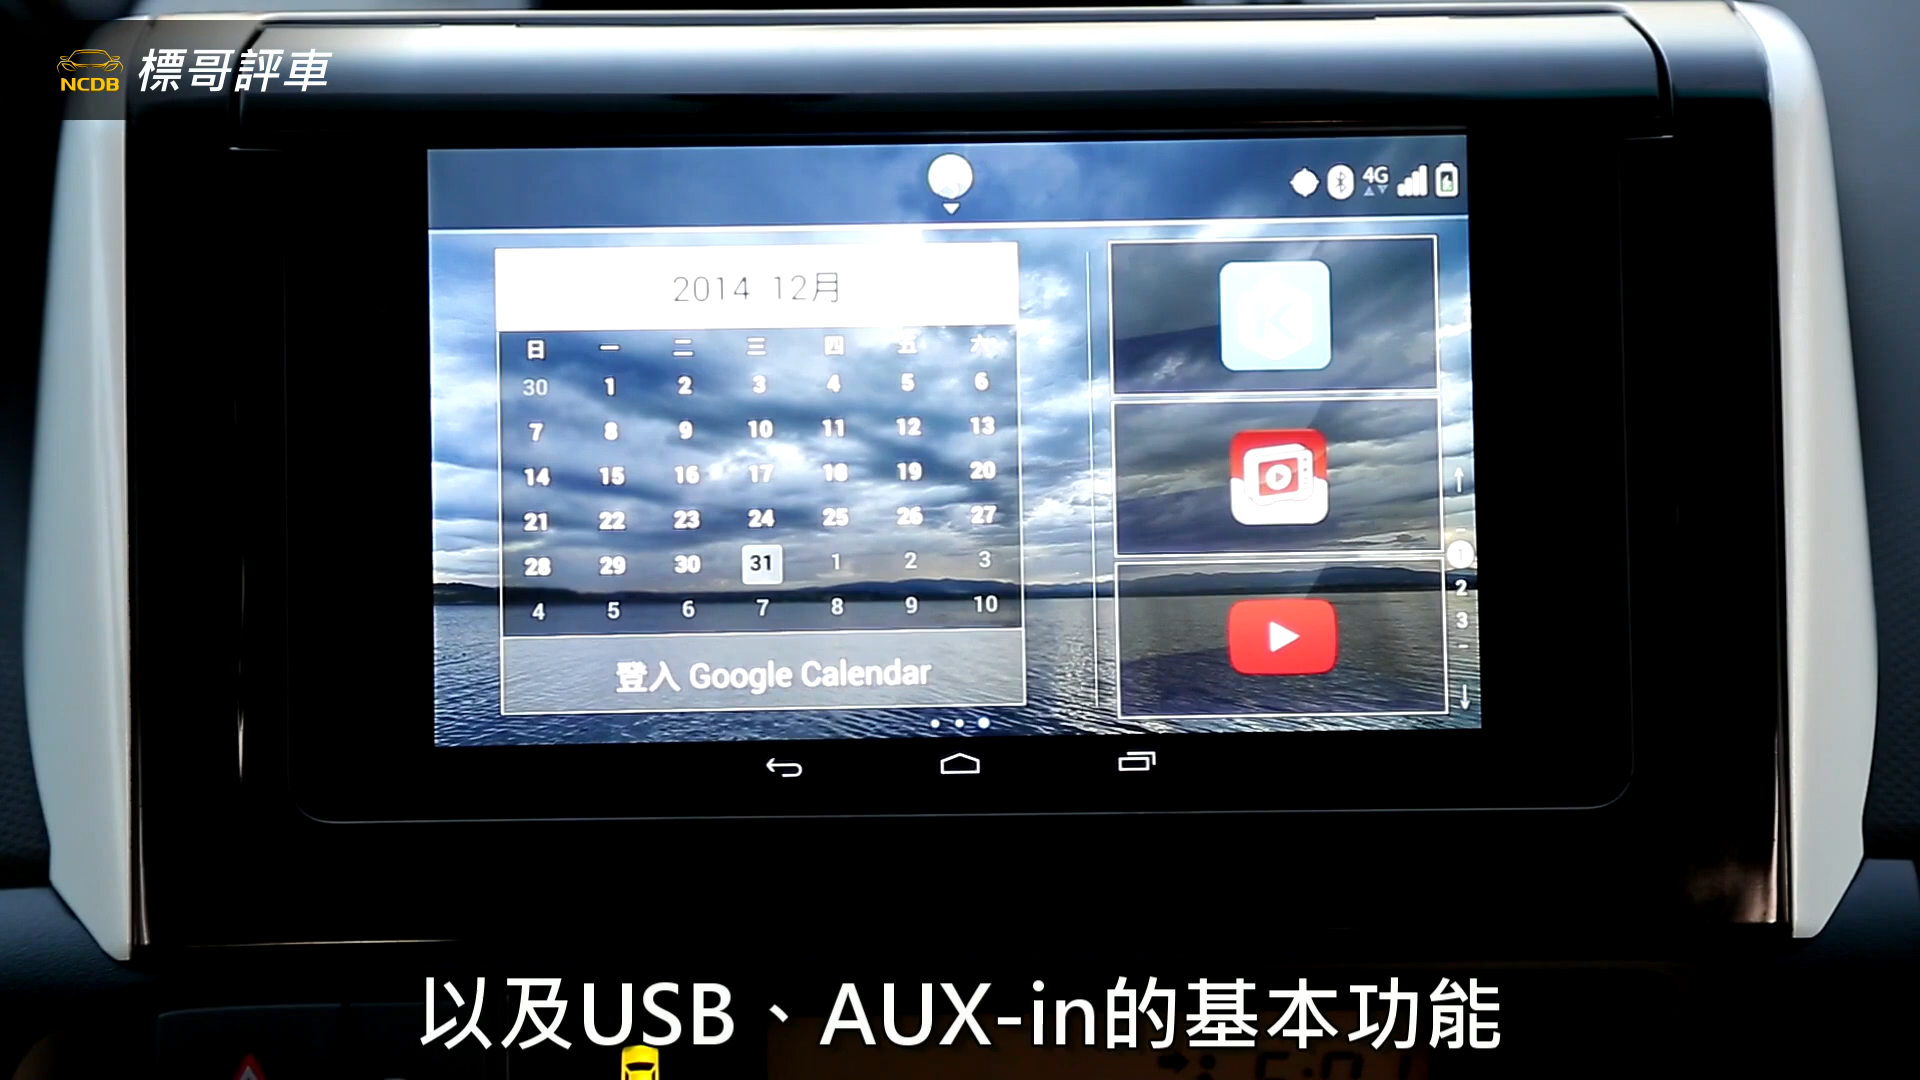 NCDB 標哥評車
4G
2014 12月
日 一 二 三 四 五 六
30 1 2 3 4 5 6
7 8 9 10 11 12 13
14 15 16 17 18 19 20
21 22 23 24 25 26 27
28 29 30 31 1 2 3
4 5 6 7 8 9 10
登入 Google Calendar
K
1
2
3
以及USB、AUX-in的基本功能